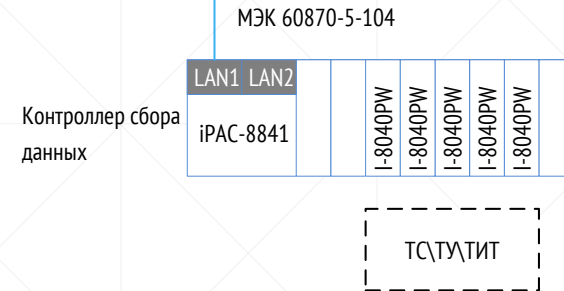 МЭК 60870-5-104
LAN1 LAN2
Контроллер сбора
данных
iPAC-8841
I-8040PW
I-8040PW
I-8040PW
I-8040PW
I-8040PW
ТС\ТУ\ТИТ